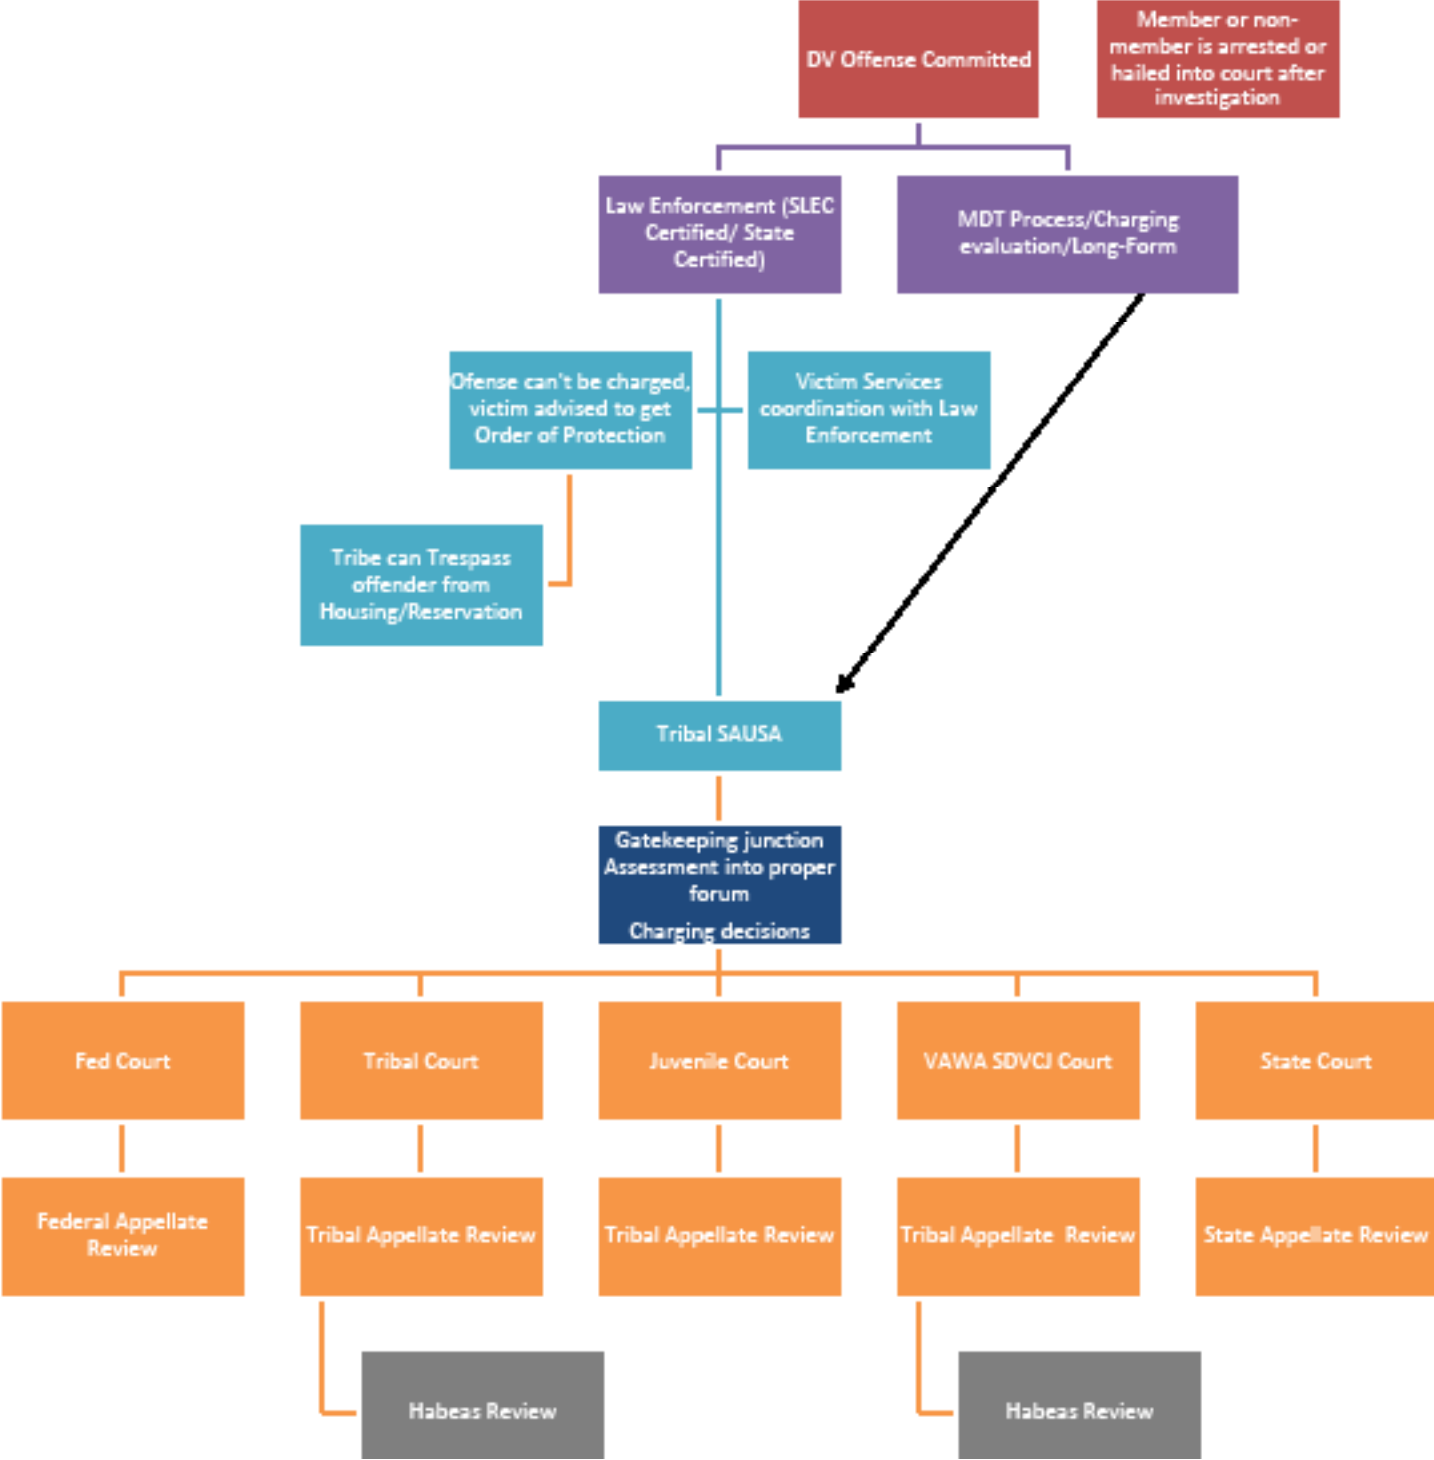 DV Offense Committed
Member or non-
member is arrested or
hailed into court after
investigation
Law Enforcement (SLEC
Certified/ State
Certified)
MDT Process/Charging
evaluation/Long-Form
Ofense can't be charged,
victim advised to get
Order of Protection
Victim Services
coordination with Law
Enforcement
Tribe can Trespass
offender from
Housing/Reservation
Tribal SAUSA
Gatekeeping junction
Assessment into proper
forum
Charging decisions
Fed Court
Tribal Court
Juvenile Court
VAWA SDVCJ Court
State Court
Federal Appellate
Review
Tribal Appellate Review
Tribal Appellate Review
Tribal Appellate Review
State Appellate Review
Habeas Review
Habeas Review